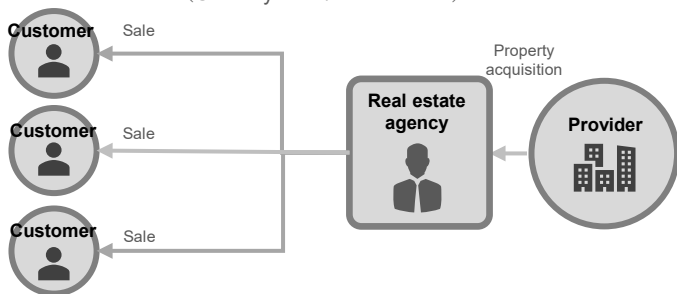 Customer
Sale
Property
acquisition
Real estate
agency
Provider
Customer
Sale
Customer
Sale